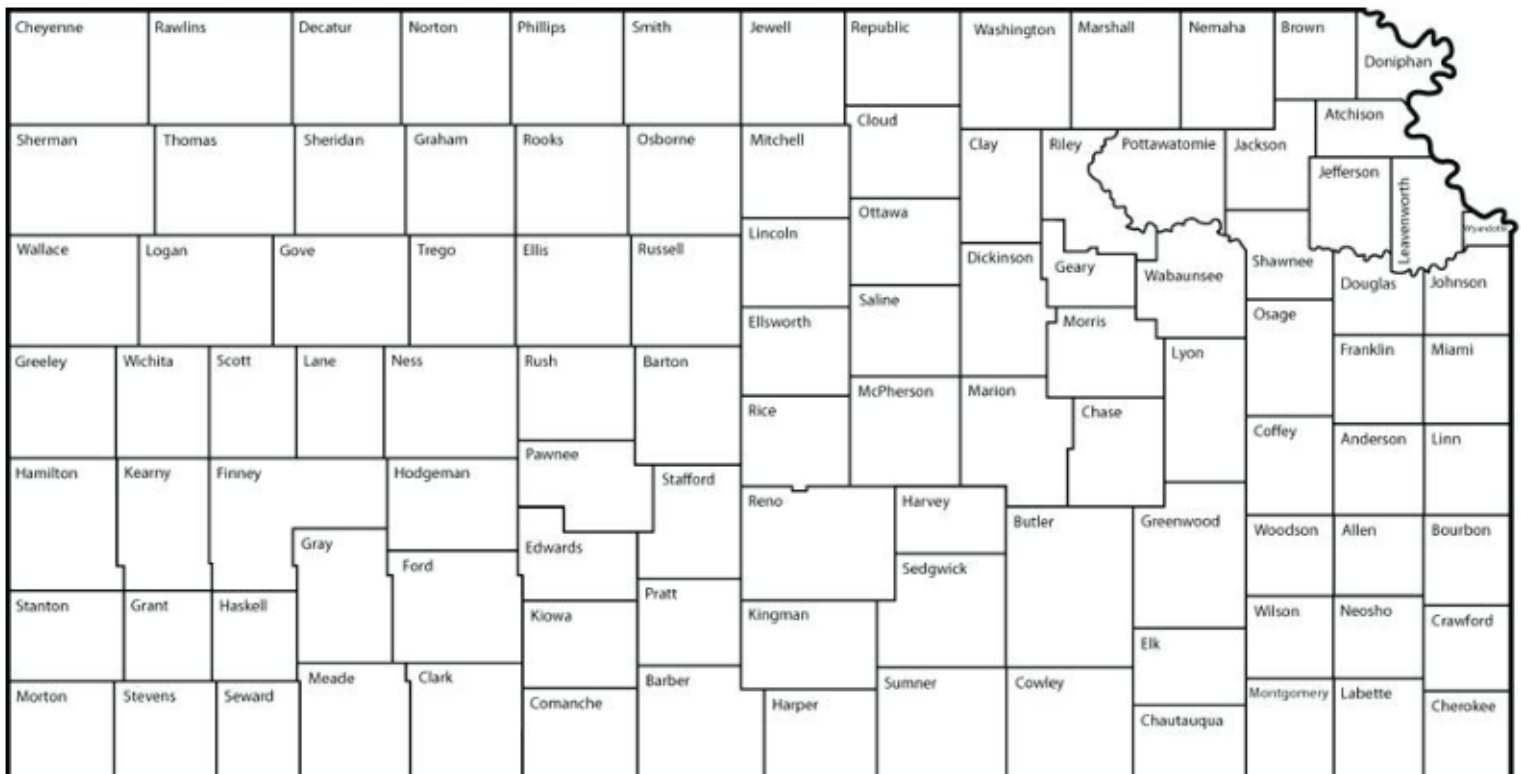 Cheyenne
Rawlins
Decatur
Norton
Phillips
Smith
Jewell
Republic
Washington
Marshall
Nemaha
Brown
Doniphan
Sherman
Thomas
Sheridan
Graham
Rooks
Osborne
Mitchell
Cloud
Clay
Riley
Pottawatomie
Jackson
Atchison
Jefferson
Leavenworth
Wyandotte
Wallace
Logan
Gove
Trego
Ellis
Russell
Lincoln
Ottawa
Dickinson
Geary
Wabaunsee
Shawnee
Douglas
Johnson
Ellsworth
Saline
Morris
Osage
Greeley
Wichita
Scott
Lane
Ness
Rush
Barton
Rice
McPherson
Marion
Chase
Lyon
Franklin
Miami
Coffey
Anderson
Linn
Hamilton
Kearny
Finney
Hodgeman
Pawnee
Stafford
Reno
Harvey
Butler
Greenwood
Woodson
Allen
Bourbon
Gray
Ford
Edwards
Sedgwick
Stanton
Grant
Haskell
Kiowa
Pratt
Kingman
Elk
Wilson
Neosho
Crawford
Morton
Stevens
Seward
Meade
Clark
Comanche
Barber
Harper
Sumner
Cowley
Chautauqua
Montgomery
Labette
Cherokee